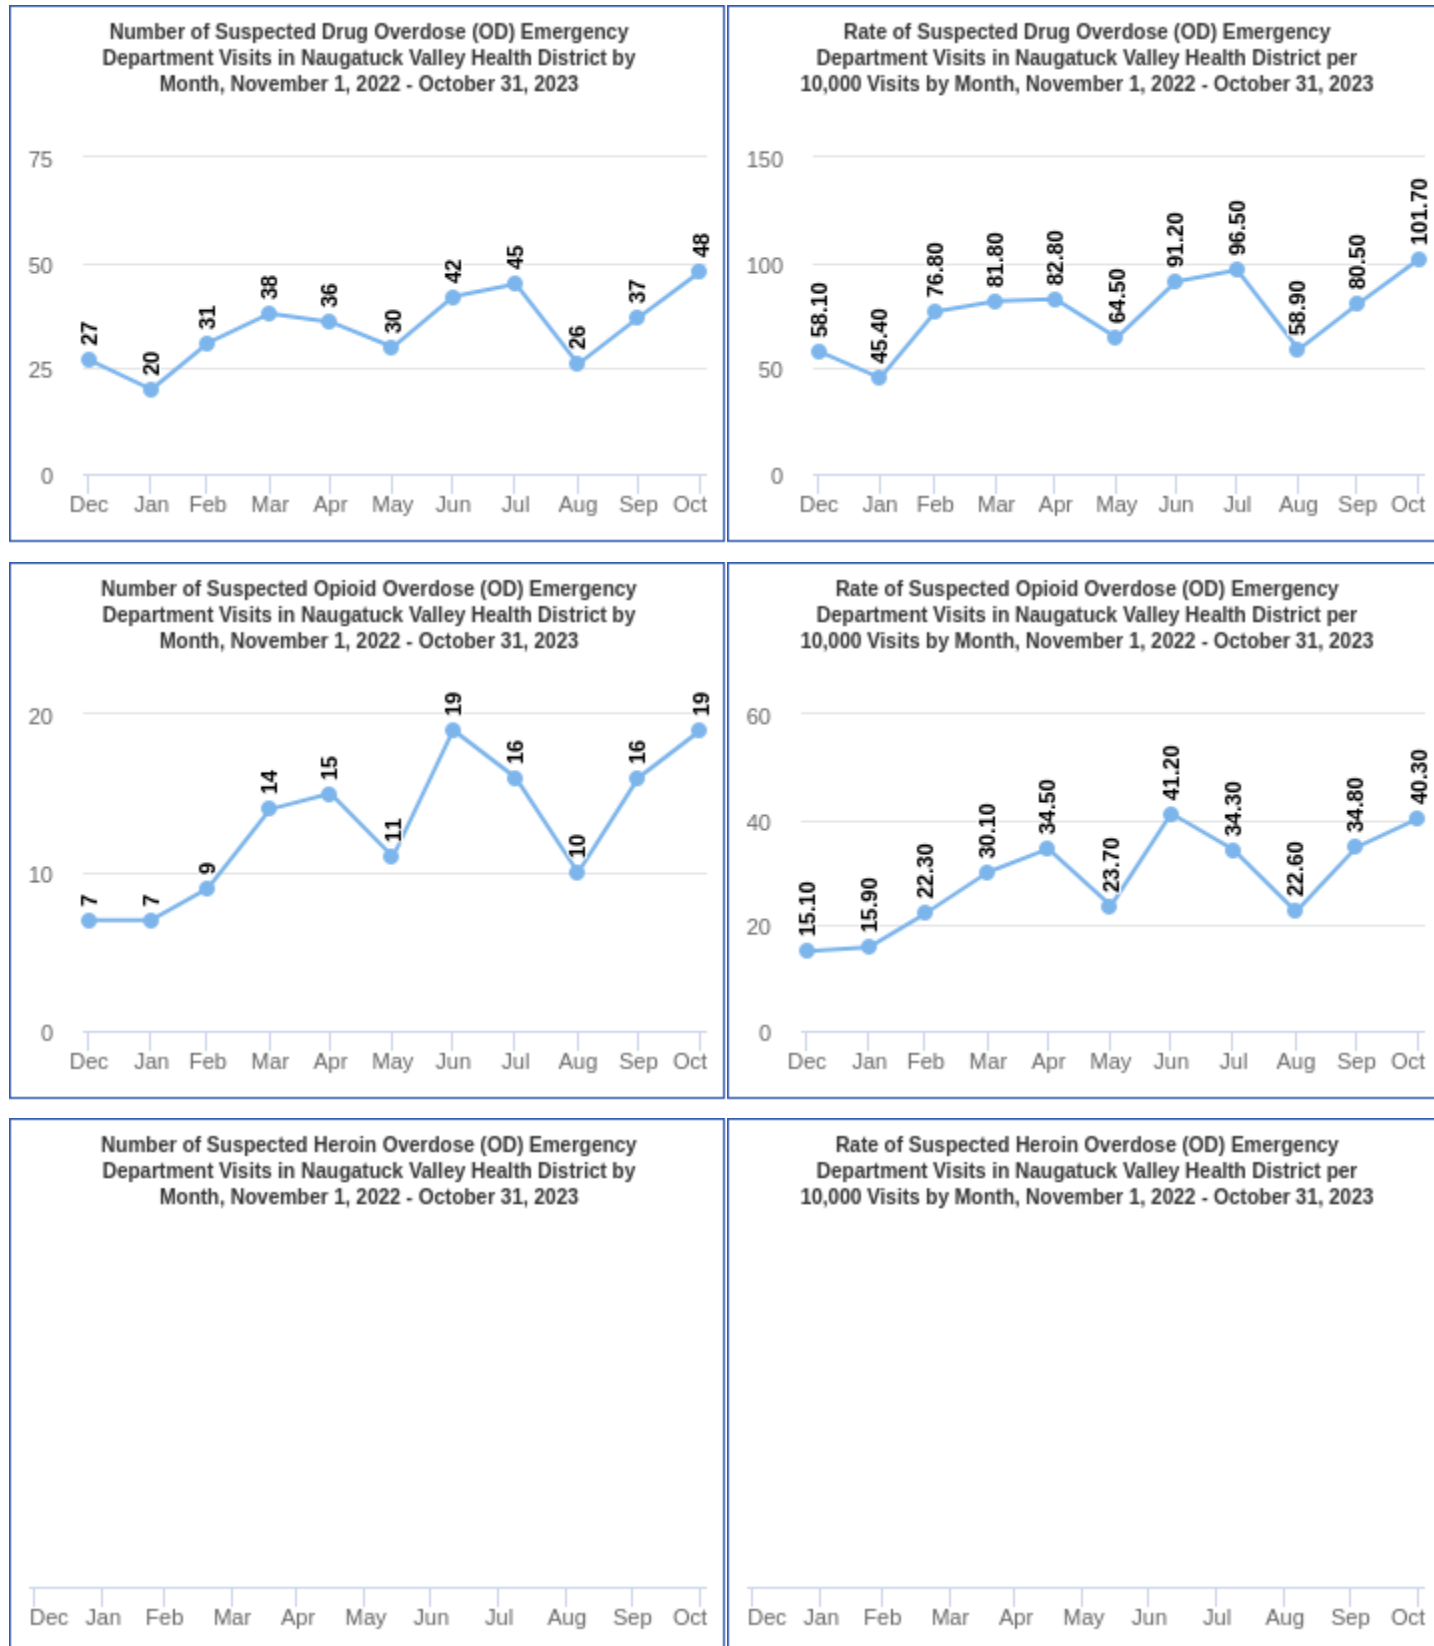 Number of Suspected Drug Overdose (OD) Emergency
Department Visits in Naugatuck Valley Health District by
Month, November 1, 2022 - October 31, 2023
75
50
25
0
27
20
31
38
36
30
42
45
26
37
48
Dec Jan Feb Mar Apr May Jun Jul Aug Sep Oct
Rate of Suspected Drug Overdose (OD) Emergency
Department Visits in Naugatuck Valley Health District per
10,000 Visits by Month, November 1, 2022 - October 31, 2023
150
100
50
0
58.10
45.40
76.80
81.80
82.80
64.50
91.20
96.50
58.90
80.50
101.70
Dec Jan Feb Mar Apr May Jun Jul Aug Sep Oct
Number of Suspected Opioid Overdose (OD) Emergency
Department Visits in Naugatuck Valley Health District by
Month, November 1, 2022 - October 31, 2023
20
10
0
7
7
9
14
15
11
19
16
10
16
19
Dec Jan Feb Mar Apr May Jun Jul Aug Sep Oct
Rate of Suspected Opioid Overdose (OD) Emergency
Department Visits in Naugatuck Valley Health District per
10,000 Visits by Month, November 1, 2022 - October 31, 2023
60
40
20
0
15.10
15.90
22.30
30.10
34.50
23.70
41.20
34.30
22.60
34.80
40.30
Dec Jan Feb Mar Apr May Jun Jul Aug Sep Oct
Number of Suspected Heroin Overdose (OD) Emergency
Department Visits in Naugatuck Valley Health District by
Month, November 1, 2022 - October 31, 2023
Dec Jan Feb Mar Apr May Jun Jul Aug Sep Oct
Rate of Suspected Heroin Overdose (OD) Emergency
Department Visits in Naugatuck Valley Health District per
10,000 Visits by Month, November 1, 2022 - October 31, 2023
Dec Jan Feb Mar Apr May Jun Jul Aug Sep Oct